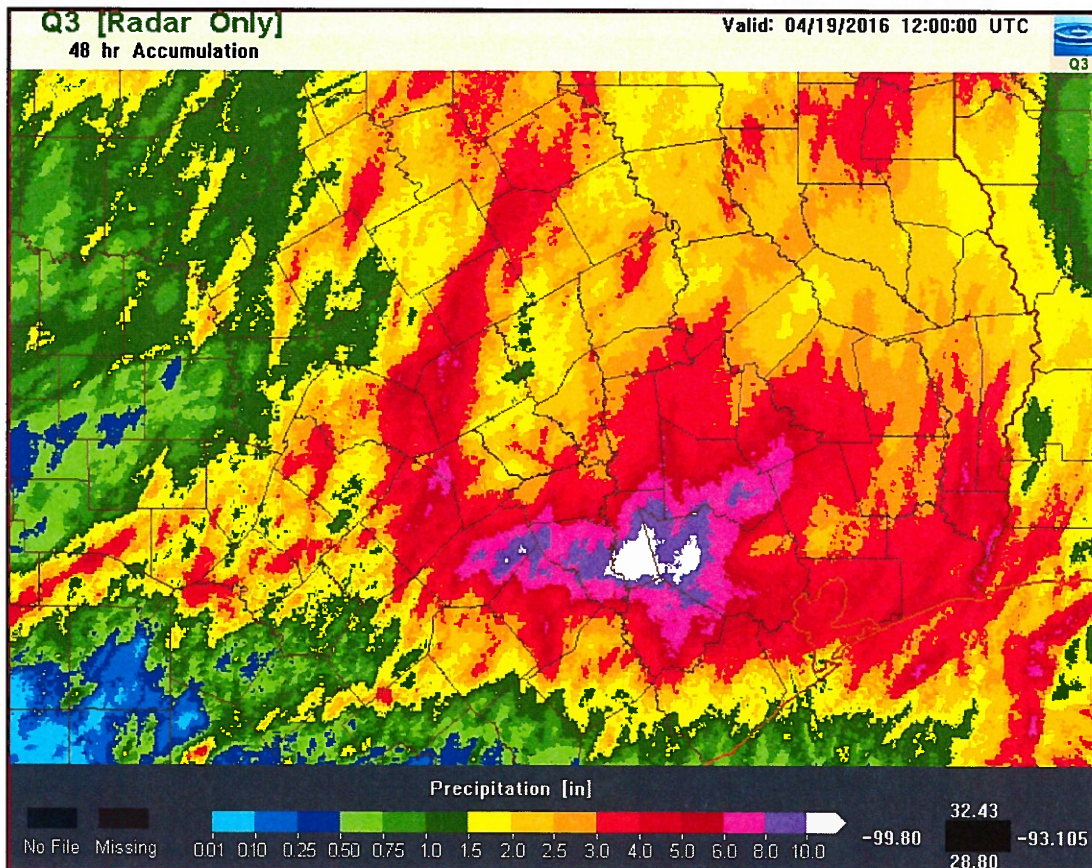 Q3 [Radar Only]
48 hr Accumulation
Valid: 04/19/2016 12:00:00 UTC
Q3
Precipitation [in]
No File Missing
0.01 0.10 0.25 0.50 0.75 1.0 1.5 2.0 2.5 3.0 4.0 5.0 6.0 8.0 10.0
32.43
-99.80 -93.105
28.80